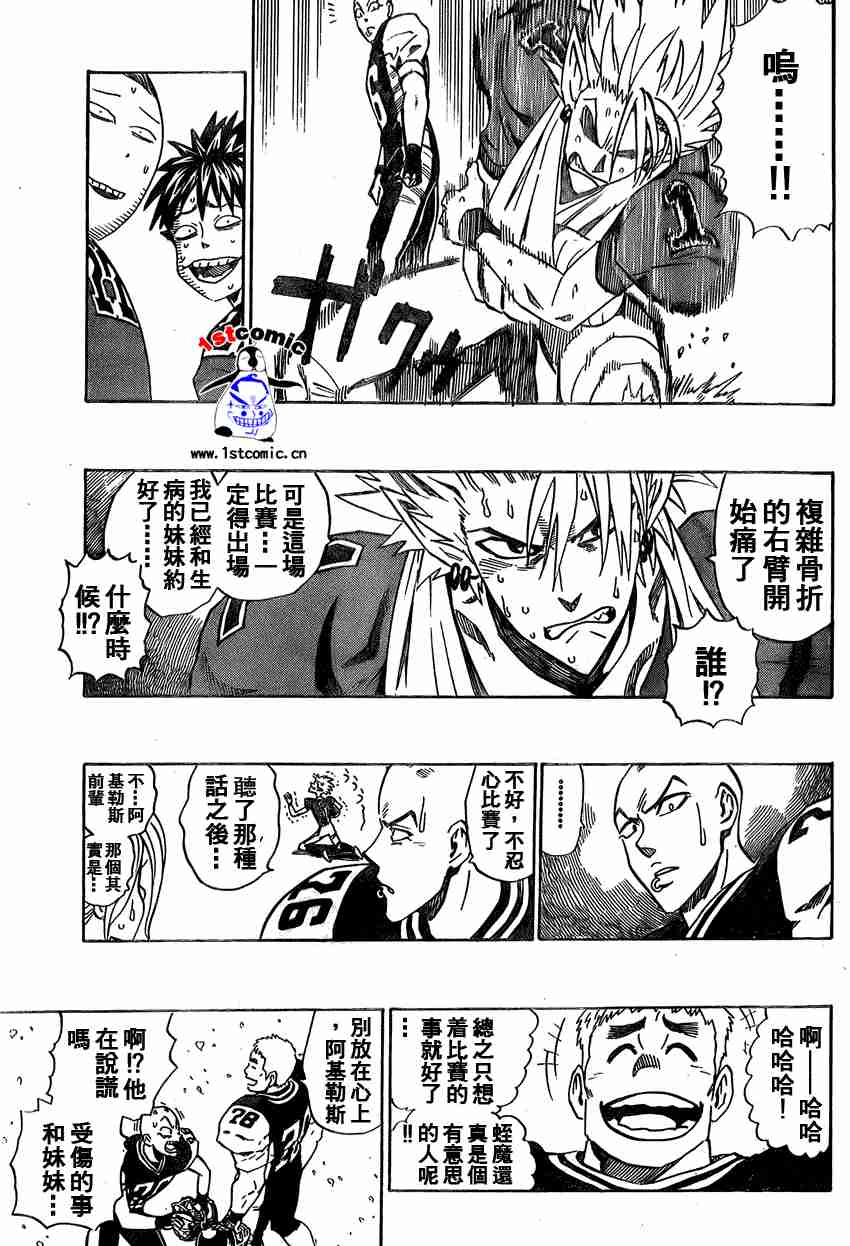 嗚……!!
1
ガクッ
1stcomic
www.1stcomic.cn
複雜骨折
的右臂開
始痛了
誰!?
可是這場
比賽…一
定得出場
我已經和生
病的妹妹約
好了……
什麼時
候!!?
………
不好,不忍
心比賽了
聽了那種
話之後…
76
不…阿
基勒斯
前輩
那個其
實是…
啊──哈哈
哈哈哈!
總之只想
着比賽的
事就好了
…
蛭魔還
真是個
有意思
的人呢
!!
別放在心上
,阿基勒斯
78
啊!?他
在說謊
嗎
受傷的事
和妹妹…